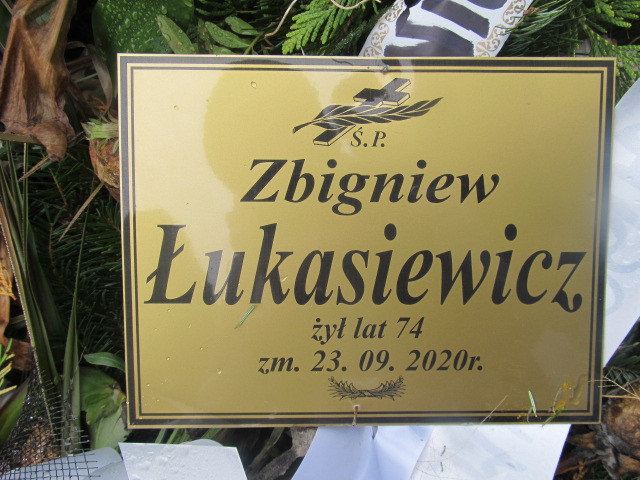 Ś.P.
Zbigniew
Łukasiewicz
żył lat 74
zm. 23. 09. 2020r.